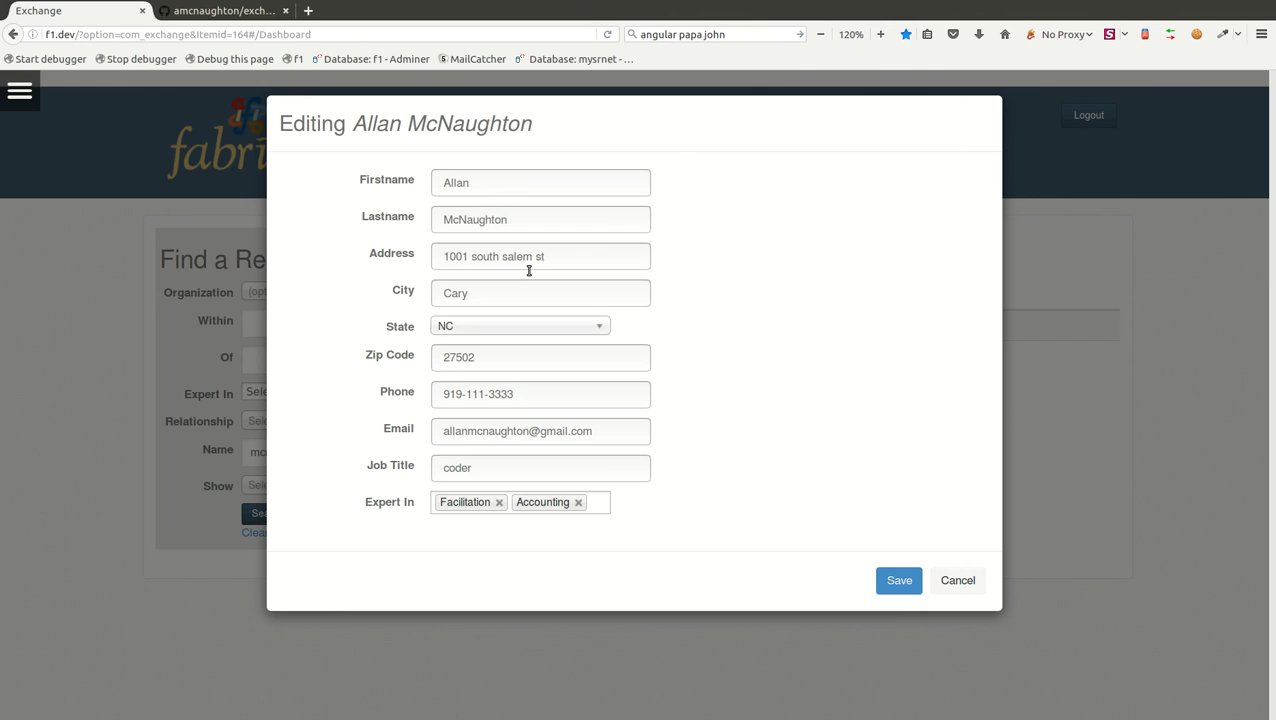 Exchange × amcnaughton/exch... × +
f1.dev/?option=com_exchange&Itemid=164#/Dashboard angular papa john 120% No Proxy
Start debugger Stop debugger Debug this page f1 Database: f1 - Adminer MailCatcher Database: mysrnet - ...
Logout
fabri
Editing Allan McNaughton
Firstname Allan
Lastname McNaughton
Address 1001 south salem st
City Cary
State NC
Zip Code 27502
Phone 919-111-3333
Email allanmcnaughton@gmail.com
Job Title coder
Expert In Facilitation × Accounting ×
Save Cancel
Find a Re
Organization (opt
Within
Of
Expert In Sele
Relationship Sele
Name mc
Show Sele
Sea
Clear